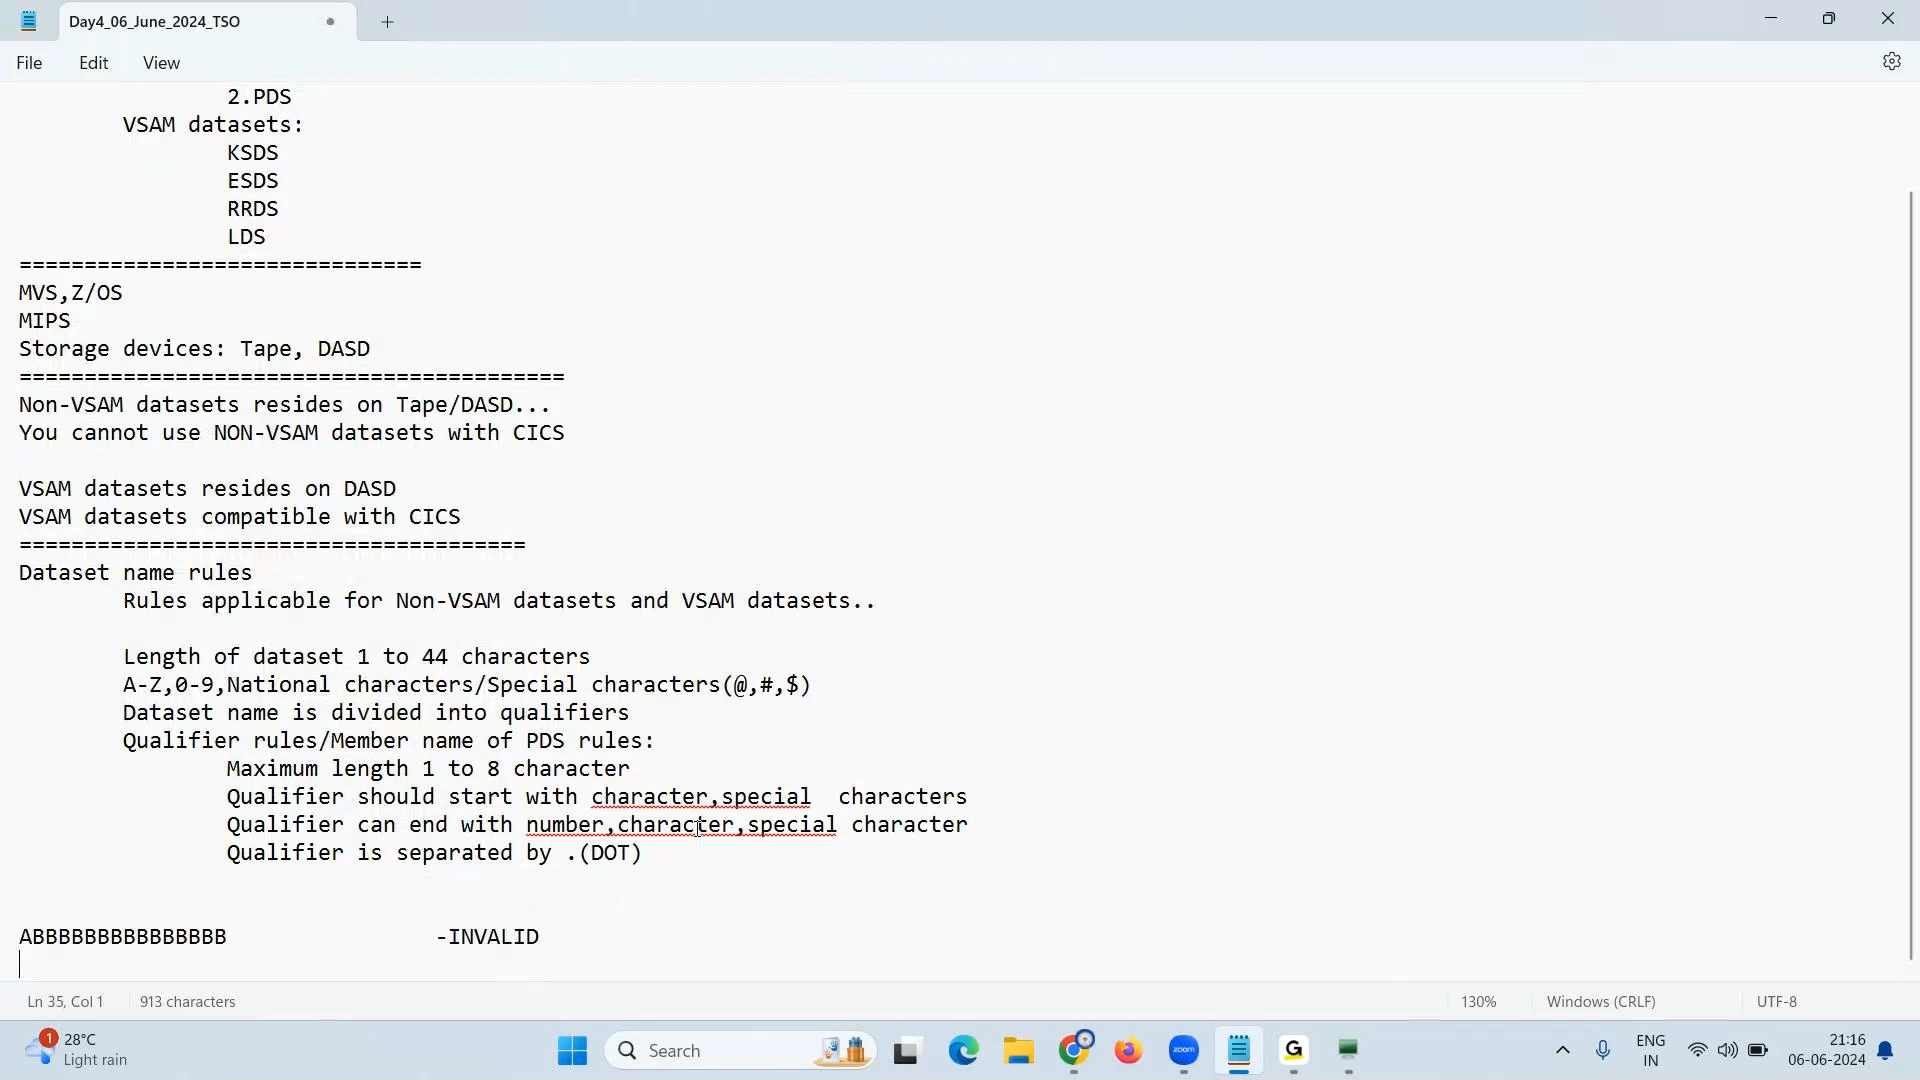 Day4_06_June_2024_TSO
File Edit View
2.PDS
VSAM datasets:
KSDS
ESDS
RRDS
LDS
===============================
MVS,Z/OS
MIPS
Storage devices: Tape, DASD
==========================================
Non-VSAM datasets resides on Tape/DASD...
You cannot use NON-VSAM datasets with CICS
VSAM datasets resides on DASD
VSAM datasets compatible with CICS
=======================================
Dataset name rules
Rules applicable for Non-VSAM datasets and VSAM datasets..
Length of dataset 1 to 44 characters
A-Z,0-9,National characters/Special characters(@,#,$)
Dataset name is divided into qualifiers
Qualifier rules/Member name of PDS rules:
Maximum length 1 to 8 character
Qualifier should start with character,special  characters
Qualifier can end with number,character,special character
Qualifier is separated by .(DOT)
ABBBBBBBBBBBBBBB -INVALID
Ln 35, Col 1 913 characters 130% Windows (CRLF) UTF-8
1 28°C
Light rain
Search
zoom
G
ENG
IN
21:16
06-06-2024